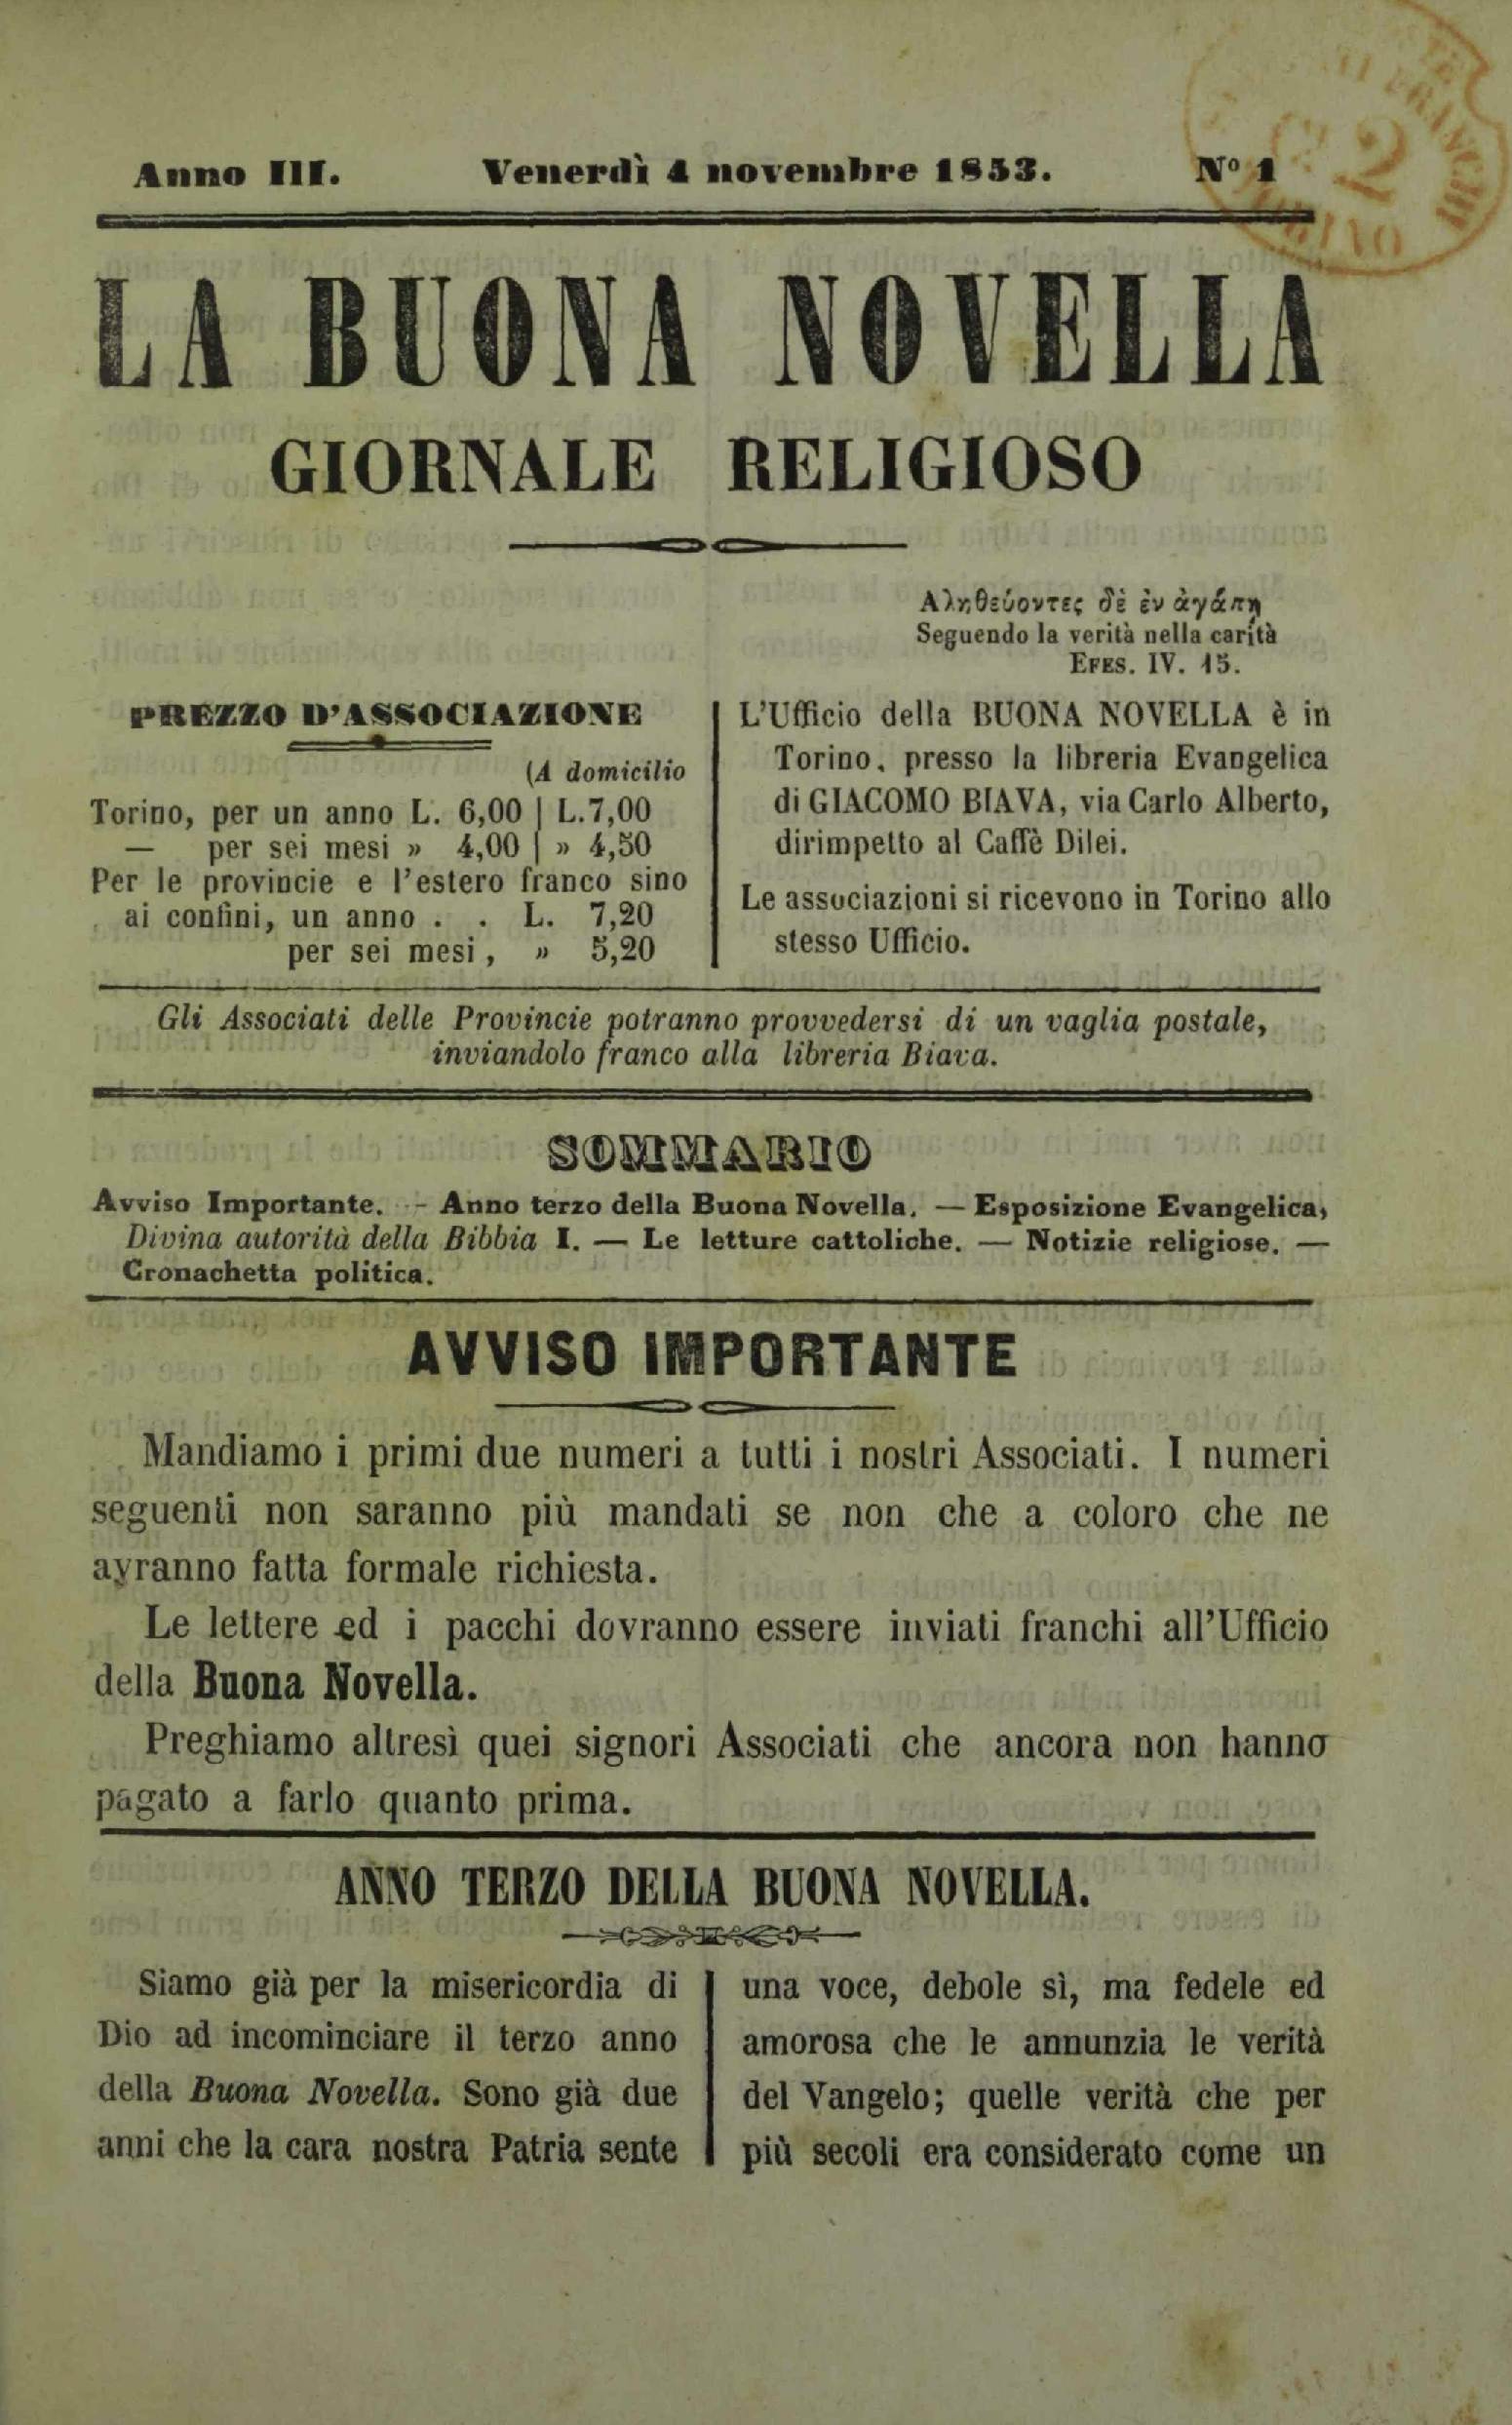 Anno III. Venerdì 4 novembre 1853. Nº 1
LA BUONA NOVELLA
GIORNALE RELIGIOSO
Αληθεύοντες δὲ ἐν ἀγάπῃ
Seguendo la verità nella carità
EFES. IV. 15.
PREZZO D'ASSOCIAZIONE
(A domicilio
Torino, per un anno L. 6,00 | L.7,00
— per sei mesi » 4,00 | » 4,50
Per le provincie e l'estero franco sino
ai confini, un anno . . L. 7,20
per sei mesi, » 5,20
L'Ufficio della BUONA NOVELLA è in
Torino, presso la libreria Evangelica
di GIACOMO BIAVA, via Carlo Alberto,
dirimpetto al Caffè Dilei.
Le associazioni si ricevono in Torino allo
stesso Ufficio.
Gli Associati delle Provincie potranno provvedersi di un vaglia postale,
inviandolo franco alla libreria Biava.
SOMMARIO
Avviso Importante. - Anno terzo della Buona Novella. — Esposizione Evangelica,
Divina autorità della Bibbia I. — Le letture cattoliche. — Notizie religiose. —
Cronachetta politica.
AVVISO IMPORTANTE
Mandiamo i primi due numeri a tutti i nostri Associati. I numeri
seguenti non saranno più mandati se non che a coloro che ne
avranno fatta formale richiesta.
Le lettere ed i pacchi dovranno essere inviati franchi all'Ufficio
della Buona Novella.
Preghiamo altresì quei signori Associati che ancora non hanno
pagato a farlo quanto prima.
ANNO TERZO DELLA BUONA NOVELLA.
Siamo già per la misericordia di
Dio ad incominciare il terzo anno
della Buona Novella. Sono già due
anni che la cara nostra Patria sente
una voce, debole sì, ma fedele ed
amorosa che le annunzia le verità
del Vangelo; quelle verità che per
più secoli era considerato come un